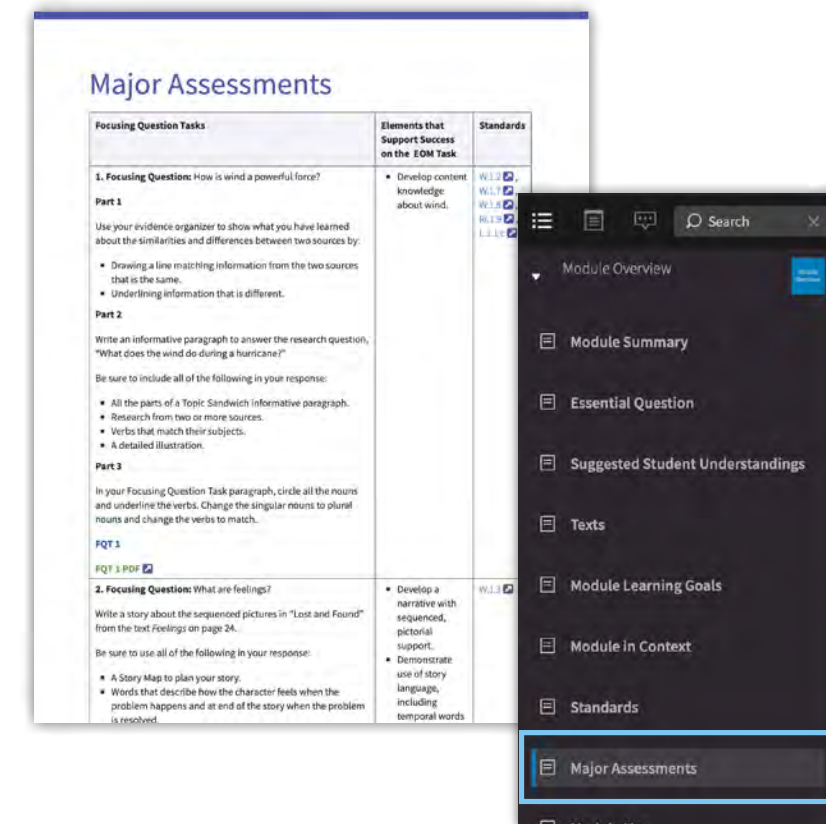 Major Assessments
Focusing Question Tasks
Elements that
Support Success
on the EOM Task
Standards
1. Focusing Question: How is wind a powerful force?
Part 1
Use your evidence organizer to show what you have learned
about the similarities and differences between two sources by:
▪ Drawing a line matching information from the two sources
that is the same.
▪ Underlining information that is different.
Part 2
Write an informative paragraph to answer the research question,
"What does the wind do during a hurricane?"
Be sure to include all of the following in your response:
▪ All the parts of a Topic Sandwich informative paragraph.
▪ Research from two or more sources.
▪ Verbs that match their subjects.
▪ A detailed illustration.
Part 3
In your Focusing Question Task paragraph, circle all the nouns
and underline the verbs. Change the singular nouns to plural
nouns and change the verbs to match.
FQT 1
FQT 1 PDF
▪ Develop content
knowledge
about wind.
W.1.2,
W.1.7,
W.1.8,
RI.1.9,
2. Focusing Question: What are feelings?
Write a story about the sequenced pictures in "Lost and Found"
from the text Feelings on page 24.
Be sure to use all of the following in your response:
▪ A Story Map to plan your story.
▪ Words that describe how the character feels when the
problem happens and at end of the story when the problem
is resolved.
▪ Develop a
narrative with
sequenced,
pictorial
support.
▪ Demonstrate
use of story
language,
including
temporal words
W.1.3
Search
Module Overview
Module Summary
Essential Question
Suggested Student Understandings
Texts
Module Learning Goals
Module in Context
Standards
Major Assessments